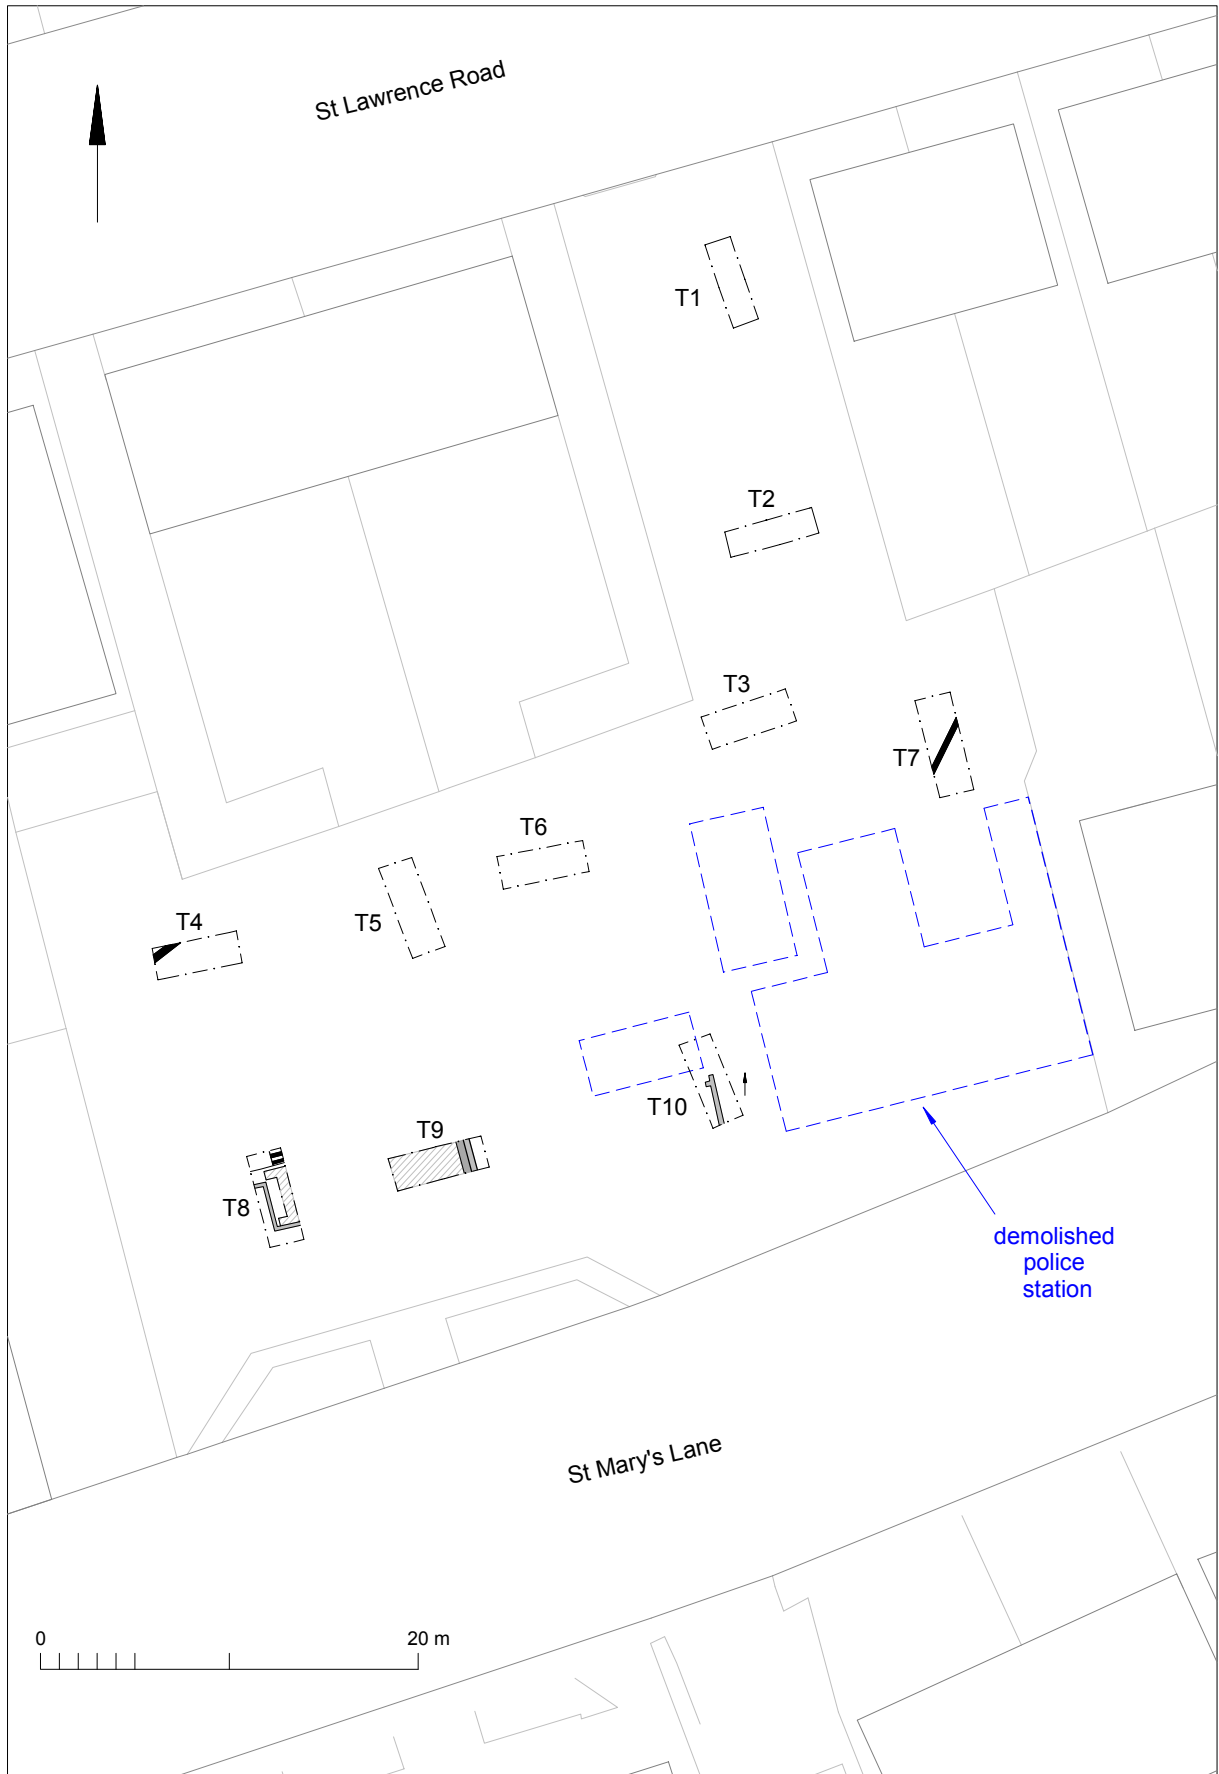 St Lawrence Road
T1
T2
T3
T7
T6
T5
T4
T10
T9
T8
demolished
police
station
St Mary's Lane
0 20 m